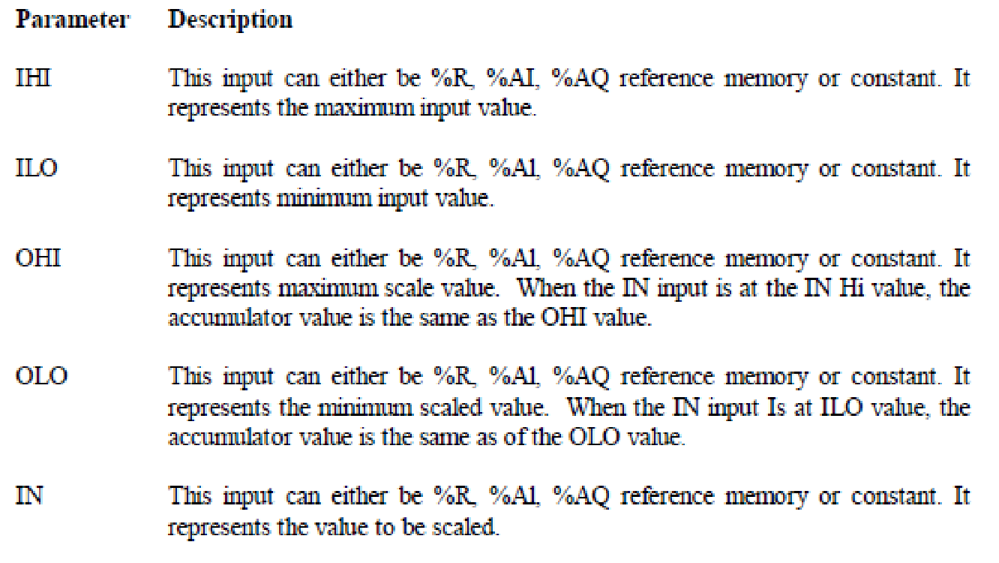 Parameter Description
IHI This input can either be %R, %AI, %AQ reference memory or constant. It
represents the maximum input value.
ILO This input can either be %R, %A1, %AQ reference memory or constant. It
represents minimum input value.
OHI This input can either be %R, %A1, %AQ reference memory or constant. It
represents maximum scale value. When the IN input is at the IN Hi value, the
accumulator value is the same as the OHI value.
OLO This input can either be %R, %A1, %AQ reference memory or constant. It
represents the minimum scaled value. When the IN input Is at ILO value, the
accumulator value is the same as of the OLO value.
IN This input can either be %R, %A1, %AQ reference memory or constant. It
represents the value to be scaled.